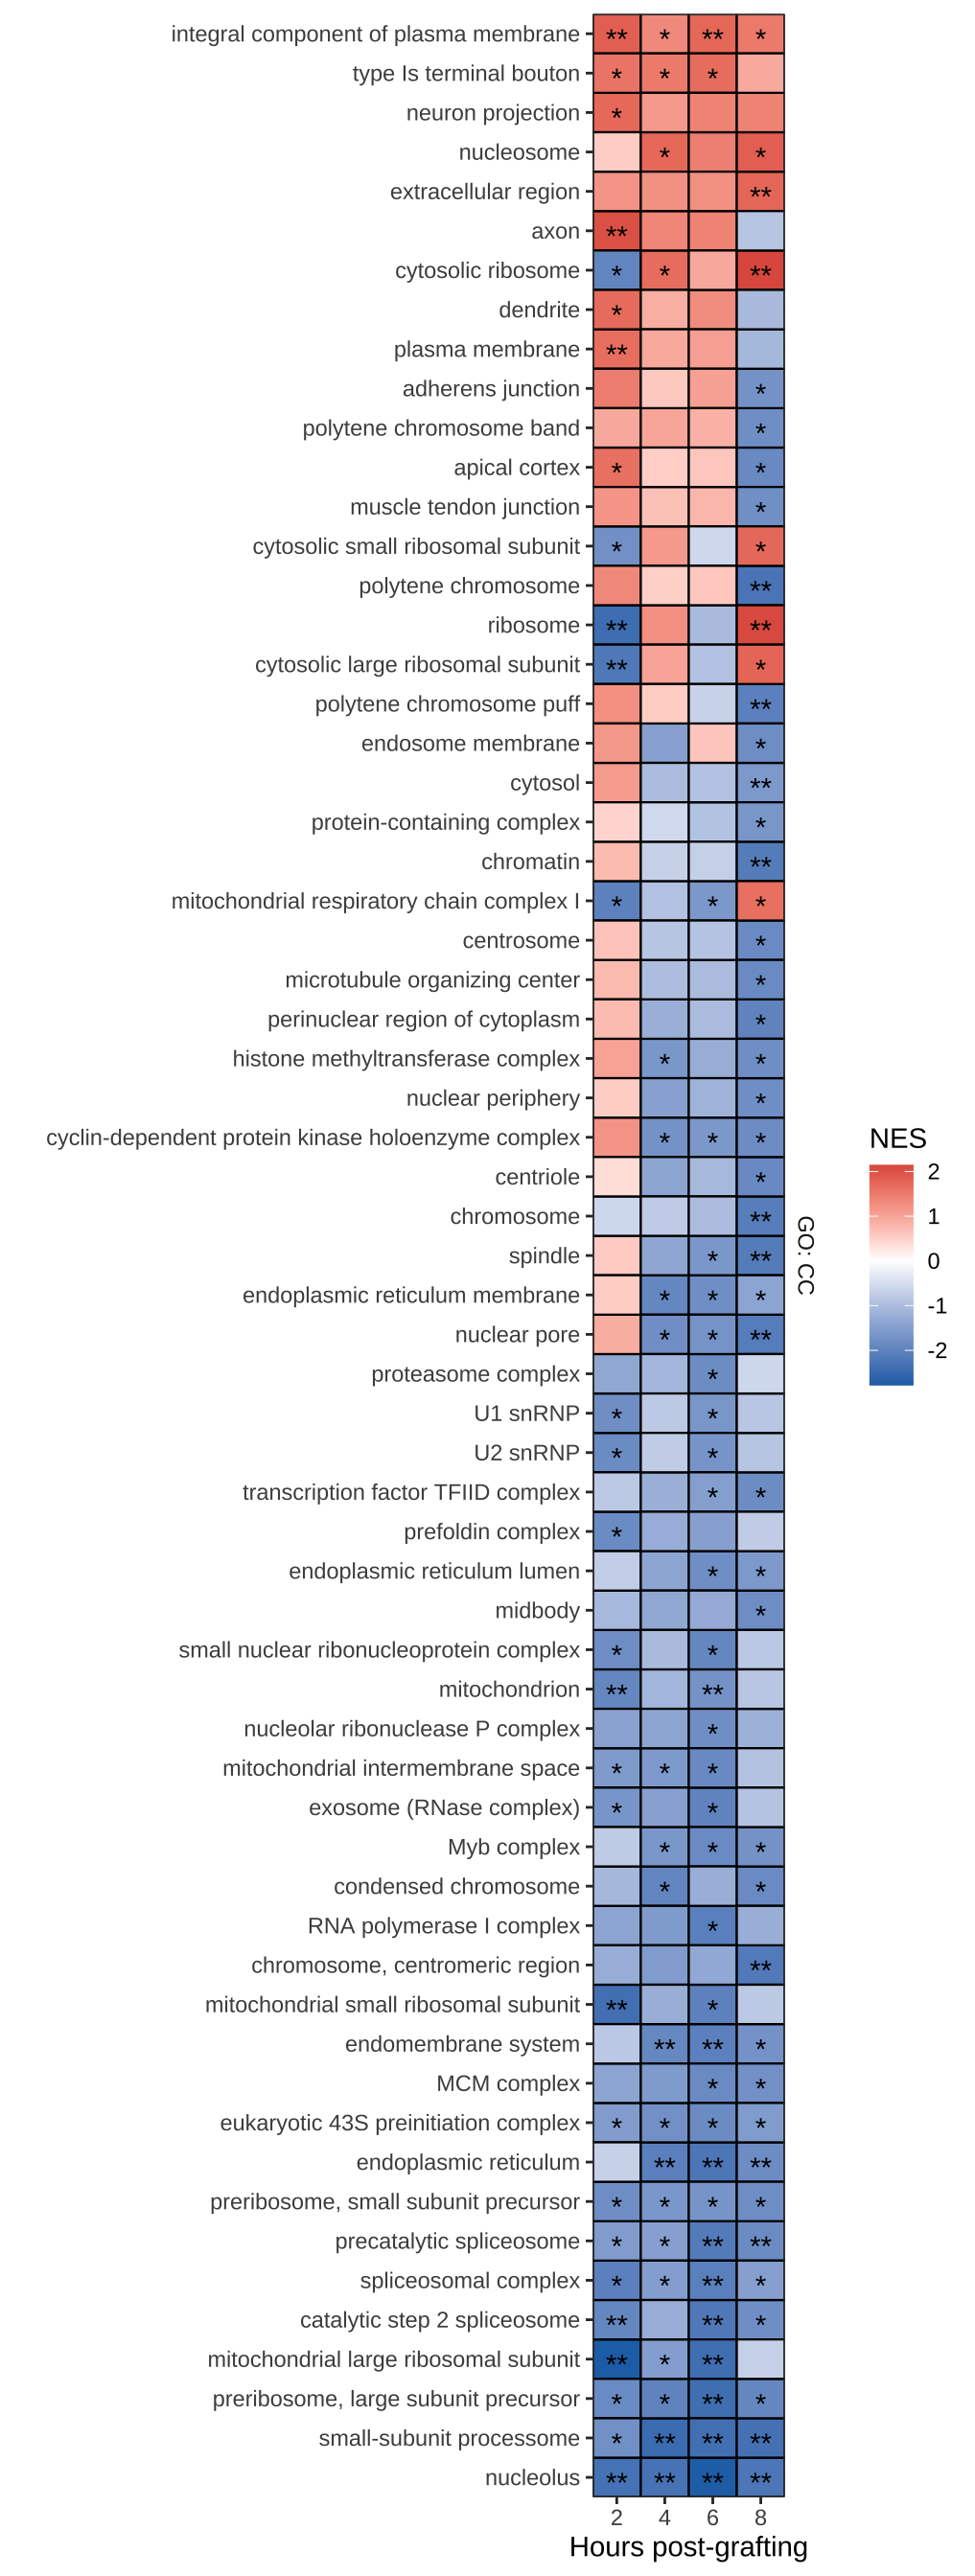 integral component of plasma membrane ** * ** *
type Is terminal bouton * * *
neuron projection *
nucleosome * *
extracellular region **
axon **
cytosolic ribosome * * **
dendrite *
plasma membrane **
adherens junction *
polytene chromosome band *
apical cortex * *
muscle tendon junction *
cytosolic small ribosomal subunit * *
polytene chromosome **
ribosome ** **
cytosolic large ribosomal subunit ** *
polytene chromosome puff **
endosome membrane *
cytosol **
protein-containing complex *
chromatin **
mitochondrial respiratory chain complex I * * *
centrosome *
microtubule organizing center *
perinuclear region of cytoplasm *
histone methyltransferase complex * *
nuclear periphery *
cyclin-dependent protein kinase holoenzyme complex * * *
centriole *
chromosome **
spindle * **
endoplasmic reticulum membrane * * *
nuclear pore * * **
proteasome complex *
U1 snRNP * *
U2 snRNP * *
transcription factor TFIID complex * *
prefoldin complex *
endoplasmic reticulum lumen * *
midbody *
small nuclear ribonucleoprotein complex * *
mitochondrion ** **
nucleolar ribonuclease P complex *
mitochondrial intermembrane space * * *
exosome (RNase complex) * *
Myb complex * * *
condensed chromosome * *
RNA polymerase I complex *
chromosome, centromeric region **
mitochondrial small ribosomal subunit ** *
endomembrane system ** ** *
MCM complex * *
eukaryotic 43S preinitiation complex * * * *
endoplasmic reticulum ** ** **
preribosome, small subunit precursor * * * *
precatalytic spliceosome * * ** **
spliceosomal complex * * ** *
catalytic step 2 spliceosome ** ** *
mitochondrial large ribosomal subunit ** * **
preribosome, large subunit precursor * * ** *
small-subunit processome * ** ** **
nucleolus ** ** ** **
2 4 6 8
Hours post-grafting
GO: CC
NES
2
1
0
-1
-2